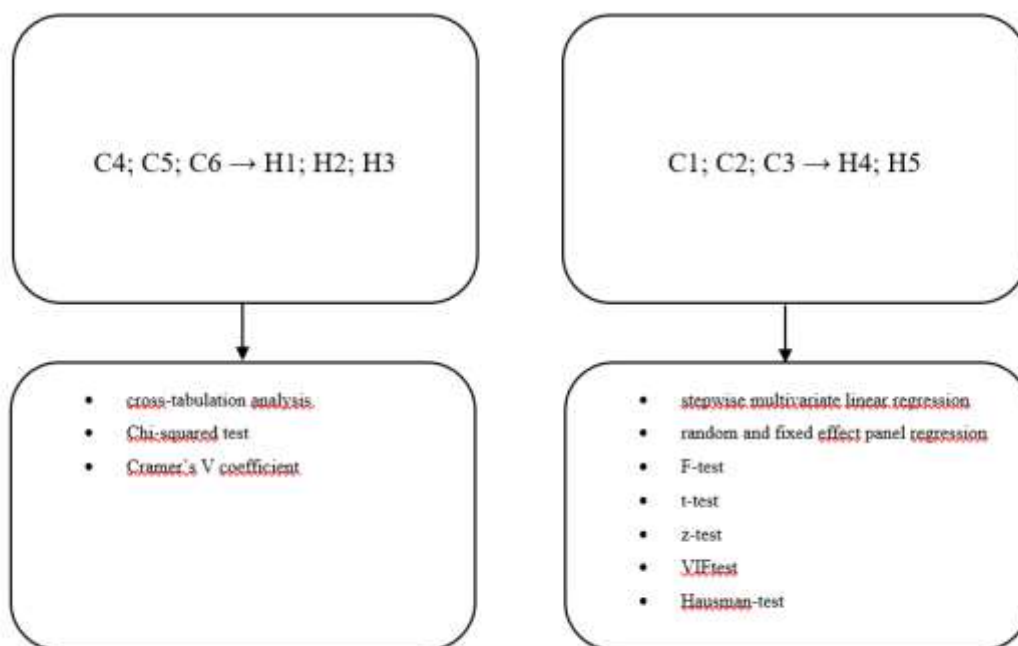 C4; C5; C6 → H1; H2; H3
C1; C2; C3 → H4; H5
• cross-tabulation analysis
• Chi-squared test
• Cramer's V coefficient
• stepwise multivariate linear regression
• random and fixed effect panel regression
• F-test
• t-test
• z-test
• VIFtest
• Hausman-test